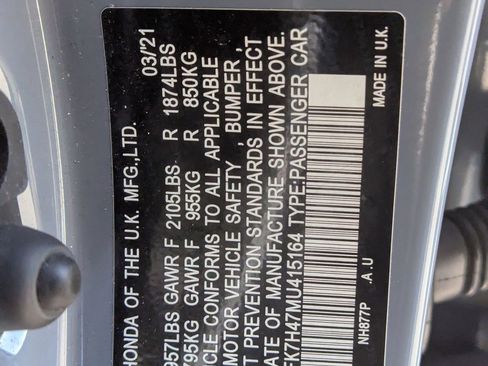 HONDA OF THE U.K. MFG.,LTD. 03/'21
957LBS GAWR F 2105LBS R 1874LBS
795KG GAWR F 955KG R 850KG
CONFORMS TO ALL APPLICABLE
MOTOR VEHICLE SAFETY , BUMPER ,
PREVENTION STANDARDS IN EFFECT
DATE OF MANUFACTURE SHOWN ABOVE.
FK7H47MU415164 TYPE:PASSENGER CAR
NH877P A.U MADE IN U.K.